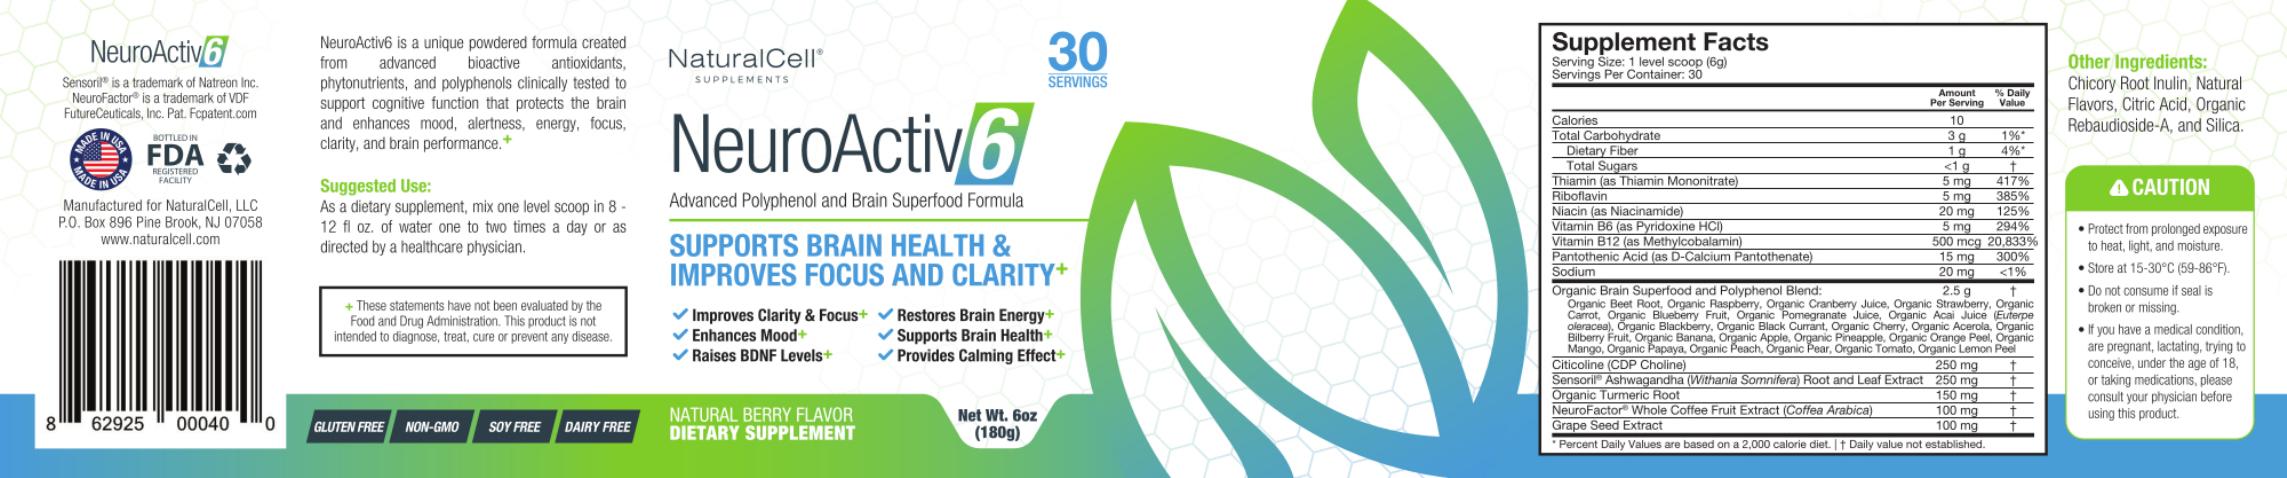 NeuroActiv6
Sensoril® is a trademark of Natreon Inc.
NeuroFactor® is a trademark of VDF
FutureCeuticals, Inc. Pat. Fcpatent.com
MADE IN USA
MADE IN USA
BOTTLED IN
FDA
REGISTERED
FACILITY
Manufactured for NaturalCell, LLC
P.O. Box 896 Pine Brook, NJ 07058
www.naturalcell.com
8 62925 00040 0
NeuroActiv6 is a unique powdered formula created
from advanced bioactive antioxidants,
phytonutrients, and polyphenols clinically tested to
support cognitive function that protects the brain
and enhances mood, alertness, energy, focus,
clarity, and brain performance.+
Suggested Use:
As a dietary supplement, mix one level scoop in 8 -
12 fl oz. of water one to two times a day or as
directed by a healthcare physician.
+ These statements have not been evaluated by the
Food and Drug Administration. This product is not
intended to diagnose, treat, cure or prevent any disease.
GLUTEN FREE NON-GMO SOY FREE DAIRY FREE
NaturalCell®
SUPPLEMENTS
30
SERVINGS
NeuroActiv6
Advanced Polyphenol and Brain Superfood Formula
SUPPORTS BRAIN HEALTH &
IMPROVES FOCUS AND CLARITY+
✓ Improves Clarity & Focus+ ✓ Restores Brain Energy+
✓ Enhances Mood+ ✓ Supports Brain Health+
✓ Raises BDNF Levels+ ✓ Provides Calming Effect+
NATURAL BERRY FLAVOR
DIETARY SUPPLEMENT
Net Wt. 6oz
(180g)
Supplement Facts
Serving Size: 1 level scoop (6g)
Servings Per Container: 30
Amount % Daily
Per Serving Value
Calories 10
Total Carbohydrate 3 g 1%*
Dietary Fiber 1 g 4%*
Total Sugars <1 g †
Thiamin (as Thiamin Mononitrate) 5 mg 417%
Riboflavin 5 mg 385%
Niacin (as Niacinamide) 20 mg 125%
Vitamin B6 (as Pyridoxine HCl) 5 mg 294%
Vitamin B12 (as Methylcobalamin) 500 mcg 20,833%
Pantothenic Acid (as D-Calcium Pantothenate) 15 mg 300%
Sodium 20 mg <1%
Organic Brain Superfood and Polyphenol Blend: 2.5 g †
Organic Beet Root, Organic Raspberry, Organic Cranberry Juice, Organic Strawberry, Organic
Carrot, Organic Blueberry Fruit, Organic Pomegranate Juice, Organic Acai Juice (Euterpe
oleracea), Organic Blackberry, Organic Black Currant, Organic Cherry, Organic Acerola, Organic
Bilberry Fruit, Organic Banana, Organic Apple, Organic Pineapple, Organic Orange Peel, Organic
Mango, Organic Papaya, Organic Peach, Organic Pear, Organic Tomato, Organic Lemon Peel
Citicoline (CDP Choline) 250 mg †
Sensoril® Ashwagandha (Withania Somnifera) Root and Leaf Extract 250 mg †
Organic Turmeric Root 150 mg †
NeuroFactor® Whole Coffee Fruit Extract (Coffea Arabica) 100 mg †
Grape Seed Extract 100 mg †
* Percent Daily Values are based on a 2,000 calorie diet. | † Daily value not established.
Other Ingredients:
Chicory Root Inulin, Natural
Flavors, Citric Acid, Organic
Rebaudioside-A, and Silica.
CAUTION
• Protect from prolonged exposure
to heat, light, and moisture.
• Store at 15-30°C (59-86°F).
• Do not consume if seal is
broken or missing.
• If you have a medical condition,
are pregnant, lactating, trying to
conceive, under the age of 18,
or taking medications, please
consult your physician before
using this product.